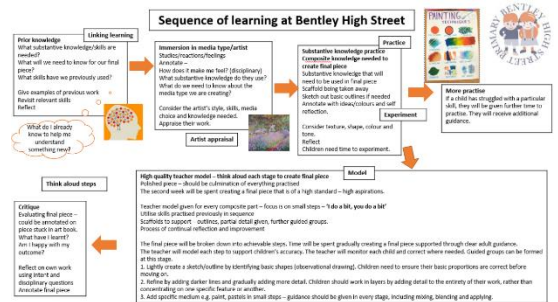 Sequence of learning at Bentley High Street
Linking learning
Prior knowledge
What substantive knowledge/skills are
needed?
What will we need to know for our final
piece?
What skills have we previously used?
Give examples of previous work
Revisit relevant skills
Reflect
What do I already
know to help me
understand
something new?
Immersion in media type/artist
Studies/reactions/feelings
Annotate –
How does it make me feel? (disciplinary)
What substantive knowledge do they use?
What do we need to know about the
media type we are creating?
Consider the artist's style, skills, media
choice and knowledge needed.
Appraise their work.
Artist appraisal
Practice
Substantive knowledge practice
Composite knowledge needed to
create final piece
Substantive knowledge that will
need to be used in final piece
Scaffold being taken away
Sketch out basic outlines if needed
Annotate with ideas/colours and self
reflection.
Consider texture, shape, colour and
tone.
Reflect
Children need time to experiment.
Experiment
PAINTING
TECHNIQUES
BENTLEY HIGH STREET
PRIMARY
More practise
If a child has struggled with a particular
skill, they will be given further time to
practise. They will receive additional
guidance.
Model
High quality teacher model – think aloud each stage to create final piece
Polished piece – should be culmination of everything practised
The second week will be spent creating a final piece that is of a high standard – high aspirations.
Teacher model given for every composite part – focus is on small steps – 'I do a bit, you do a bit'
Utilise skills practised previously in sequence
Scaffolds to support - outlines, partial detail given, further guided groups.
Process of continual reflection and improvement
The final piece will be broken down into achievable steps. Time will be spent gradually creating a final piece supported through clear adult guidance.
The teacher will model each step to support children's accuracy. The teacher will monitor each child and correct where needed. Guided groups can be formed
at this stage.
1. Lightly create a sketch/outline by identifying basic shapes (observational drawing). Children need to ensure their basic proportions are correct before
moving on.
2. Refine by adding darker lines and gradually adding more detail. Children should work in layers by adding detail to the entirety of their work, rather than
concentrating on one specific feature or another.
3. Add specific medium e.g. paint, pastels in small steps – guidance should be given in every stage, including mixing, blending and applying.
Think aloud steps
Critique
Evaluating final piece –
could be annotated on
piece stuck in art book.
What have I learnt?
Am I happy with my
outcome?
Reflect on own work
using intent and
disciplinary questions
Annotate final piece